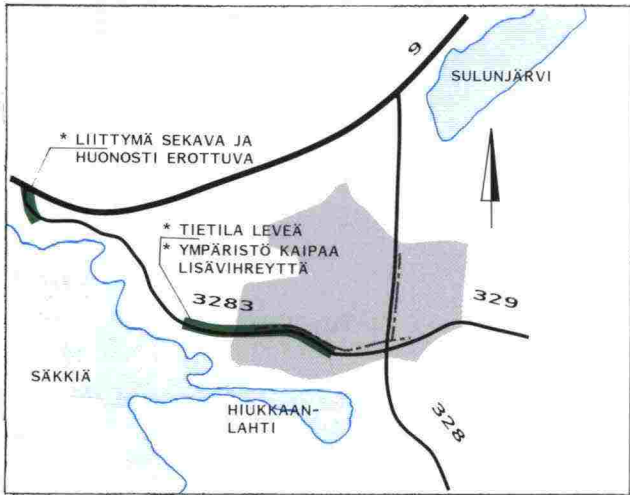 9
SULUNJÄRVI
* LIITTYMÄ SEKAVA JA
HUONOSTI EROTTUVA
* TIETILA LEVEÄ
* YMPÄRISTÖ KAIPAA
LISÄVIHREYTTÄ
3283
329
SÄKKIÄ
HIUKKAAN-
LAHTI
328